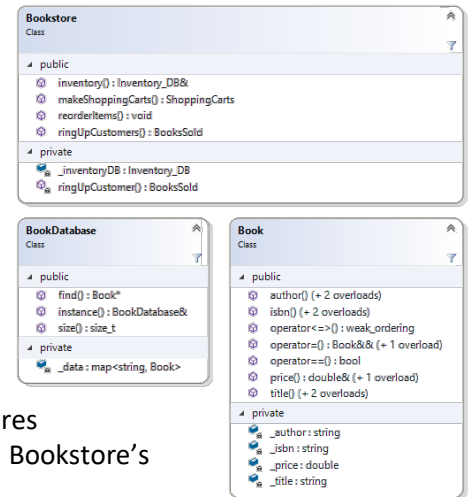 Bookstore
Class
public
inventory() : Inventory_DB&
makeShoppingCarts() : ShoppingCarts
reorderItems() : void
ringUpCustomers() : BooksSold
private
_inventoryDB : Inventory_DB
ringUpCustomer() : BooksSold
BookDatabase
Class
public
find() : Book*
instance() : BookDatabase&
size() : size_t
private
_data : map<string, Book>
res
Bookstore's
Book
Class
public
author() (+ 2 overloads)
isbn() (+ 2 overloads)
operator<=>() : weak_ordering
operator=() : Book&& (+ 1 overload)
operator==() : bool
price() : double& (+ 1 overload)
title() (+ 2 overloads)
private
_author : string
_isbn : string
_price : double
_title : string